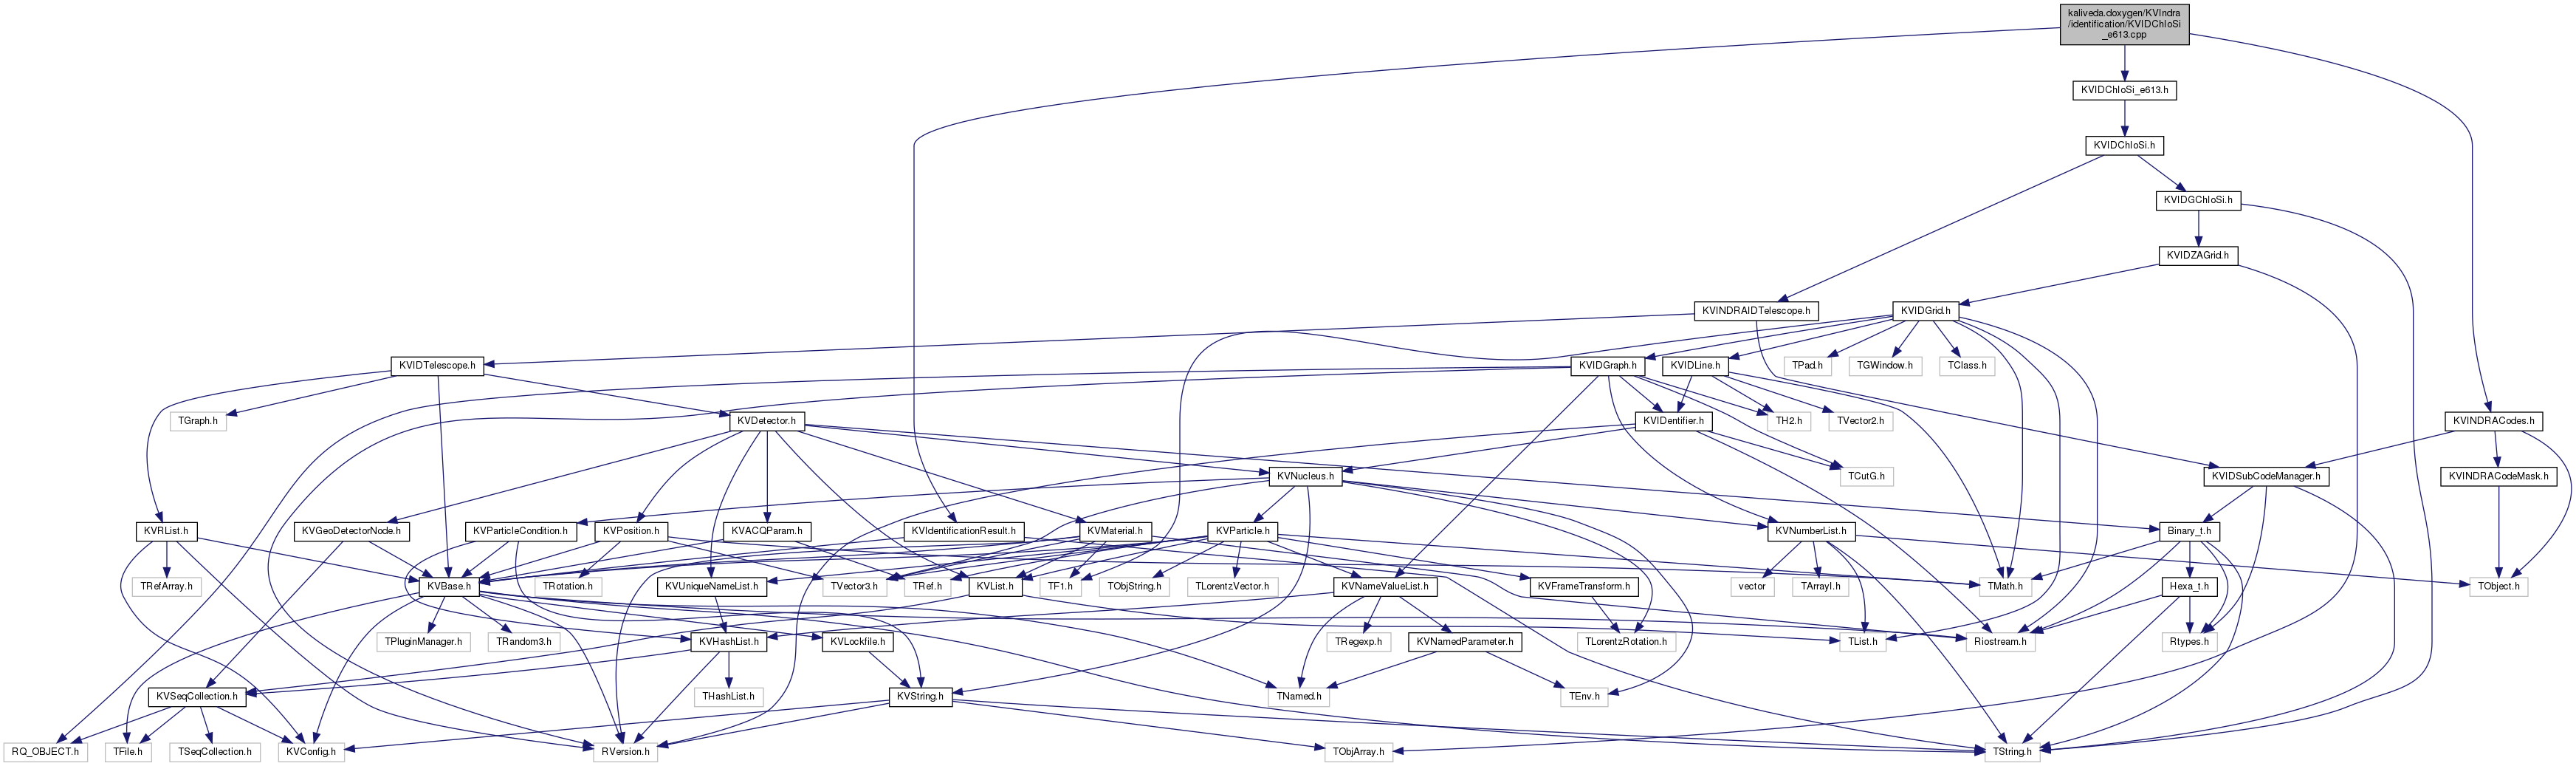 kaliveda.doxygen/KVIndra
/identification/KVIDChIoSi
_e613.cpp
KVIDChIoSi_e613.h
KVIDChIoSi.h
KVIDGChIoSi.h
KVIDZAGrid.h
KVINDRAIDTelescope.h
KVIDGrid.h
KVIDTelescope.h
KVIDGraph.h
KVIDLine.h
TPad.h
TGWindow.h
TClass.h
TGraph.h
KVDetector.h
KVIDentifier.h
TH2.h
TVector2.h
KVINDRACodes.h
KVNucleus.h
TCutG.h
KVIDSubCodeManager.h
KVINDRACodeMask.h
KVRList.h
KVGeoDetectorNode.h
KVParticleCondition.h
KVPosition.h
KVACQParam.h
KVIdentificationResult.h
KVMaterial.h
KVParticle.h
KVNumberList.h
Binary_t.h
TRefArray.h
KVBase.h
TRotation.h
KVUniqueNameList.h
TVector3.h
TRef.h
KVList.h
TF1.h
TObjString.h
TLorentzVector.h
KVNameValueList.h
KVFrameTransform.h
vector
TArrayI.h
TMath.h
Hexa_t.h
TObject.h
TPluginManager.h
TRandom3.h
KVHashList.h
KVLockfile.h
TRegexp.h
KVNamedParameter.h
TLorentzRotation.h
TList.h
Riostream.h
Rtypes.h
KVSeqCollection.h
THashList.h
KVString.h
TNamed.h
TEnv.h
RQ_OBJECT.h
TFile.h
TSeqCollection.h
KVConfig.h
RVersion.h
TObjArray.h
TString.h